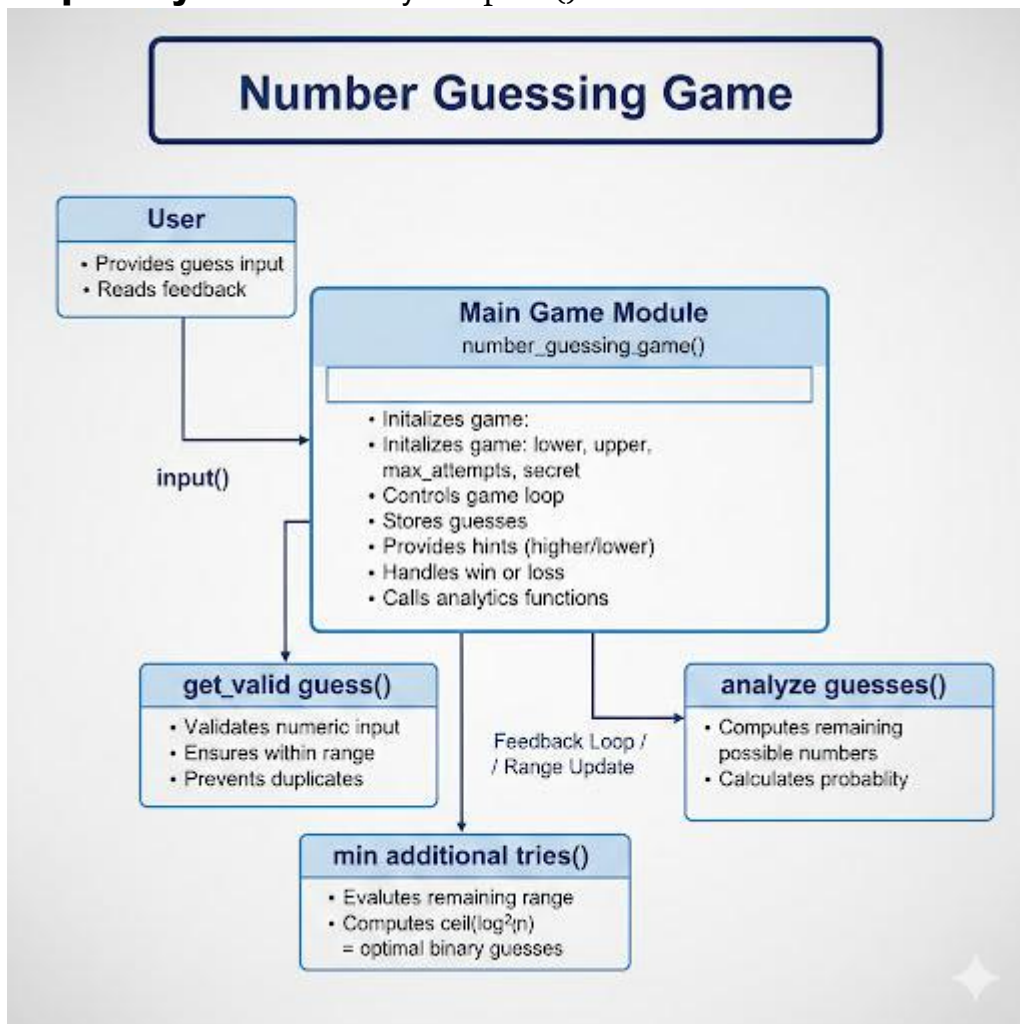 Number Guessing Game
User
• Provides guess input
• Reads feedback
Main Game Module
number_guessing_game()
• Initalizes game:
• Initalizes game: lower, upper,
max_attempts, secret
• Controls game loop
• Stores guesses
• Provides hints (higher/lower)
• Handles win or loss
• Calls analytics functions
input()
get_valid guess()
• Validates numeric input
• Ensures within range
• Prevents duplicates
Feedback Loop /
/ Range Update
analyze guesses()
• Computes remaining
possible numbers
• Calculates probablity
min additional tries()
• Evalutes remaining range
• Computes ceil(log²(n)
= optimal binary guesses